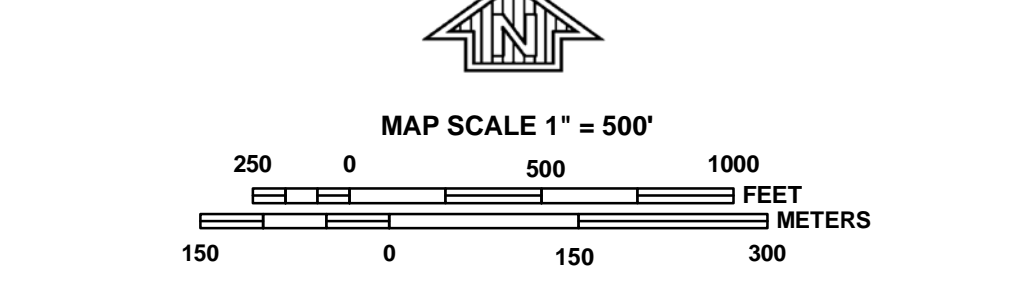 N
MAP SCALE 1" = 500'
250 0 500 1000
FEET
METERS
150 0 150 300